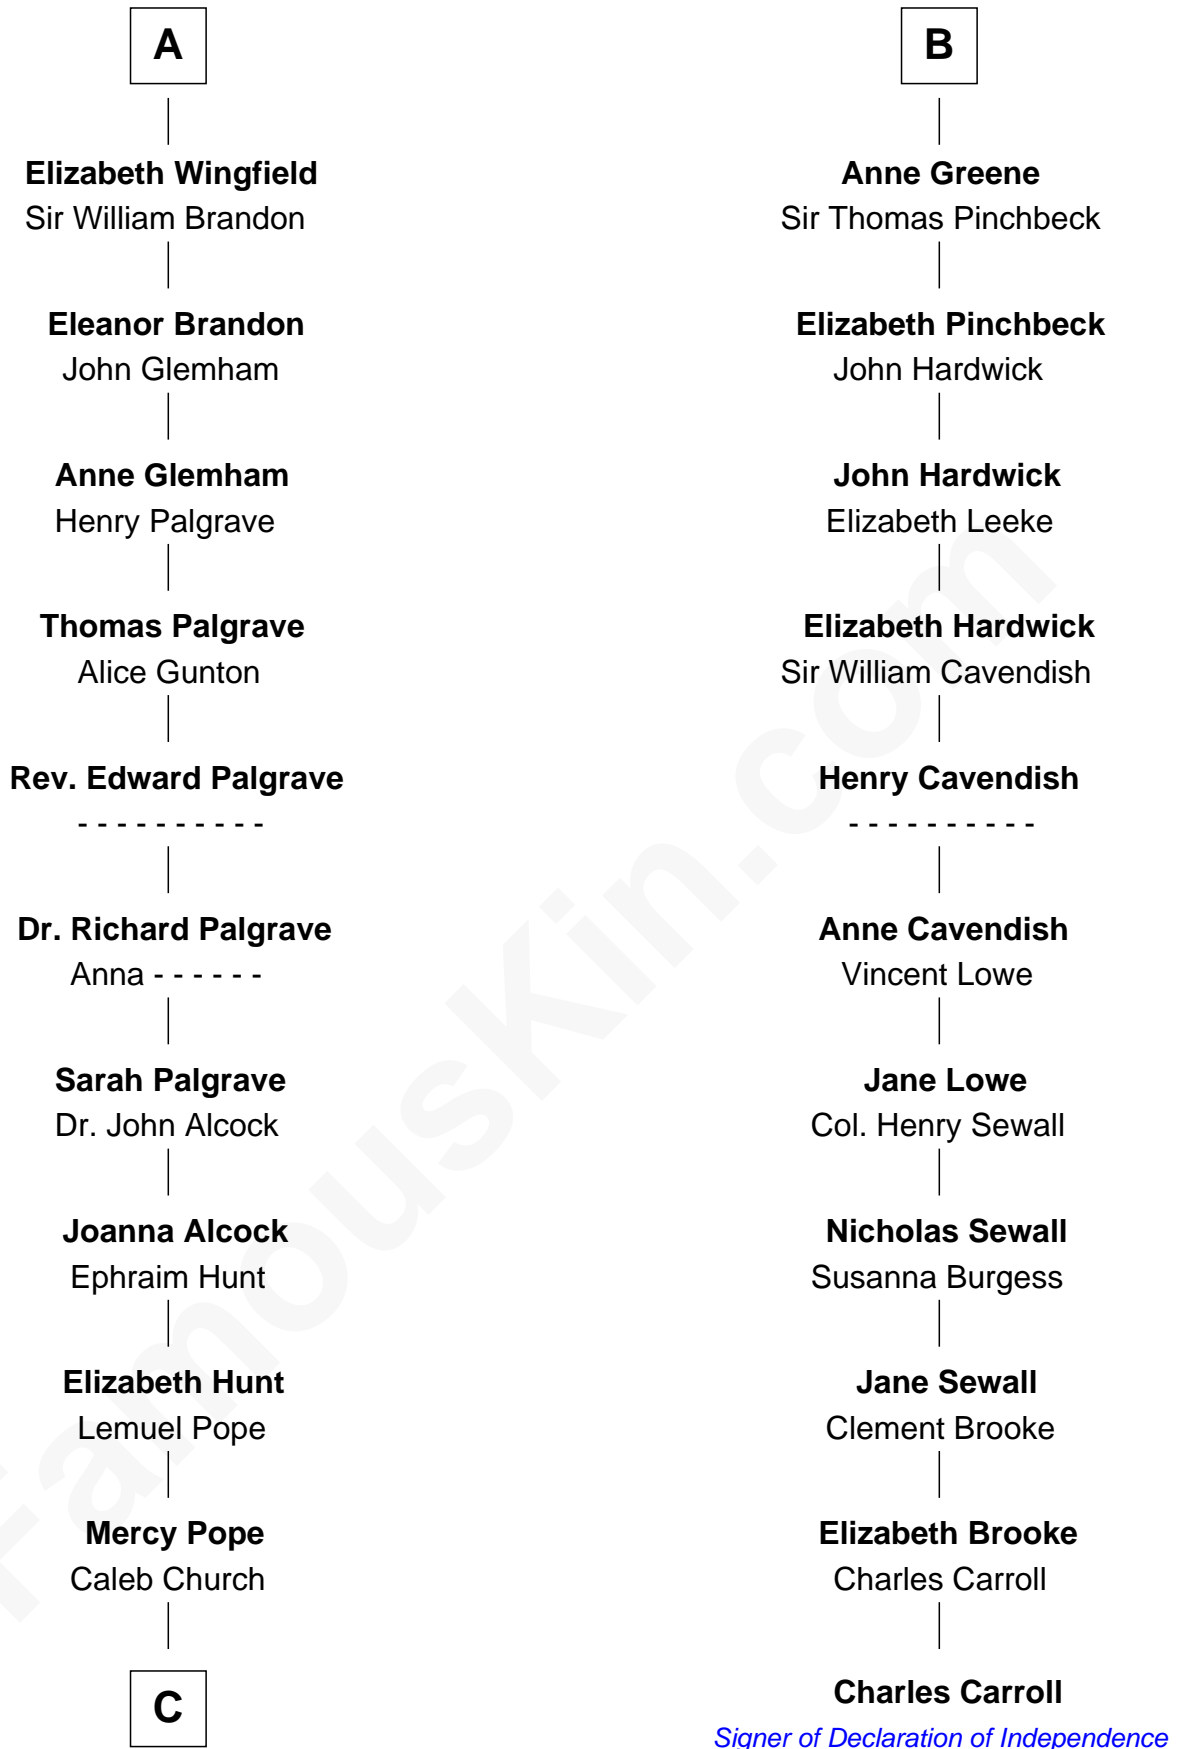 A
Elizabeth Wingfield
Sir William Brandon
Eleanor Brandon
John Glemham
Anne Glemham
Henry Palgrave
Thomas Palgrave
Alice Gunton
Rev. Edward Palgrave
- - - - - - - - - -
Dr. Richard Palgrave
Anna - - - - - -
Sarah Palgrave
Dr. John Alcock
Joanna Alcock
Ephraim Hunt
Elizabeth Hunt
Lemuel Pope
Mercy Pope
Caleb Church
C
B
Anne Greene
Sir Thomas Pinchbeck
Elizabeth Pinchbeck
John Hardwick
John Hardwick
Elizabeth Leeke
Elizabeth Hardwick
Sir William Cavendish
Henry Cavendish
- - - - - - - - - -
Anne Cavendish
Vincent Lowe
Jane Lowe
Col. Henry Sewall
Nicholas Sewall
Susanna Burgess
Jane Sewall
Clement Brooke
Elizabeth Brooke
Charles Carroll
Charles Carroll
Signer of Declaration of Independence
FamousKin.com